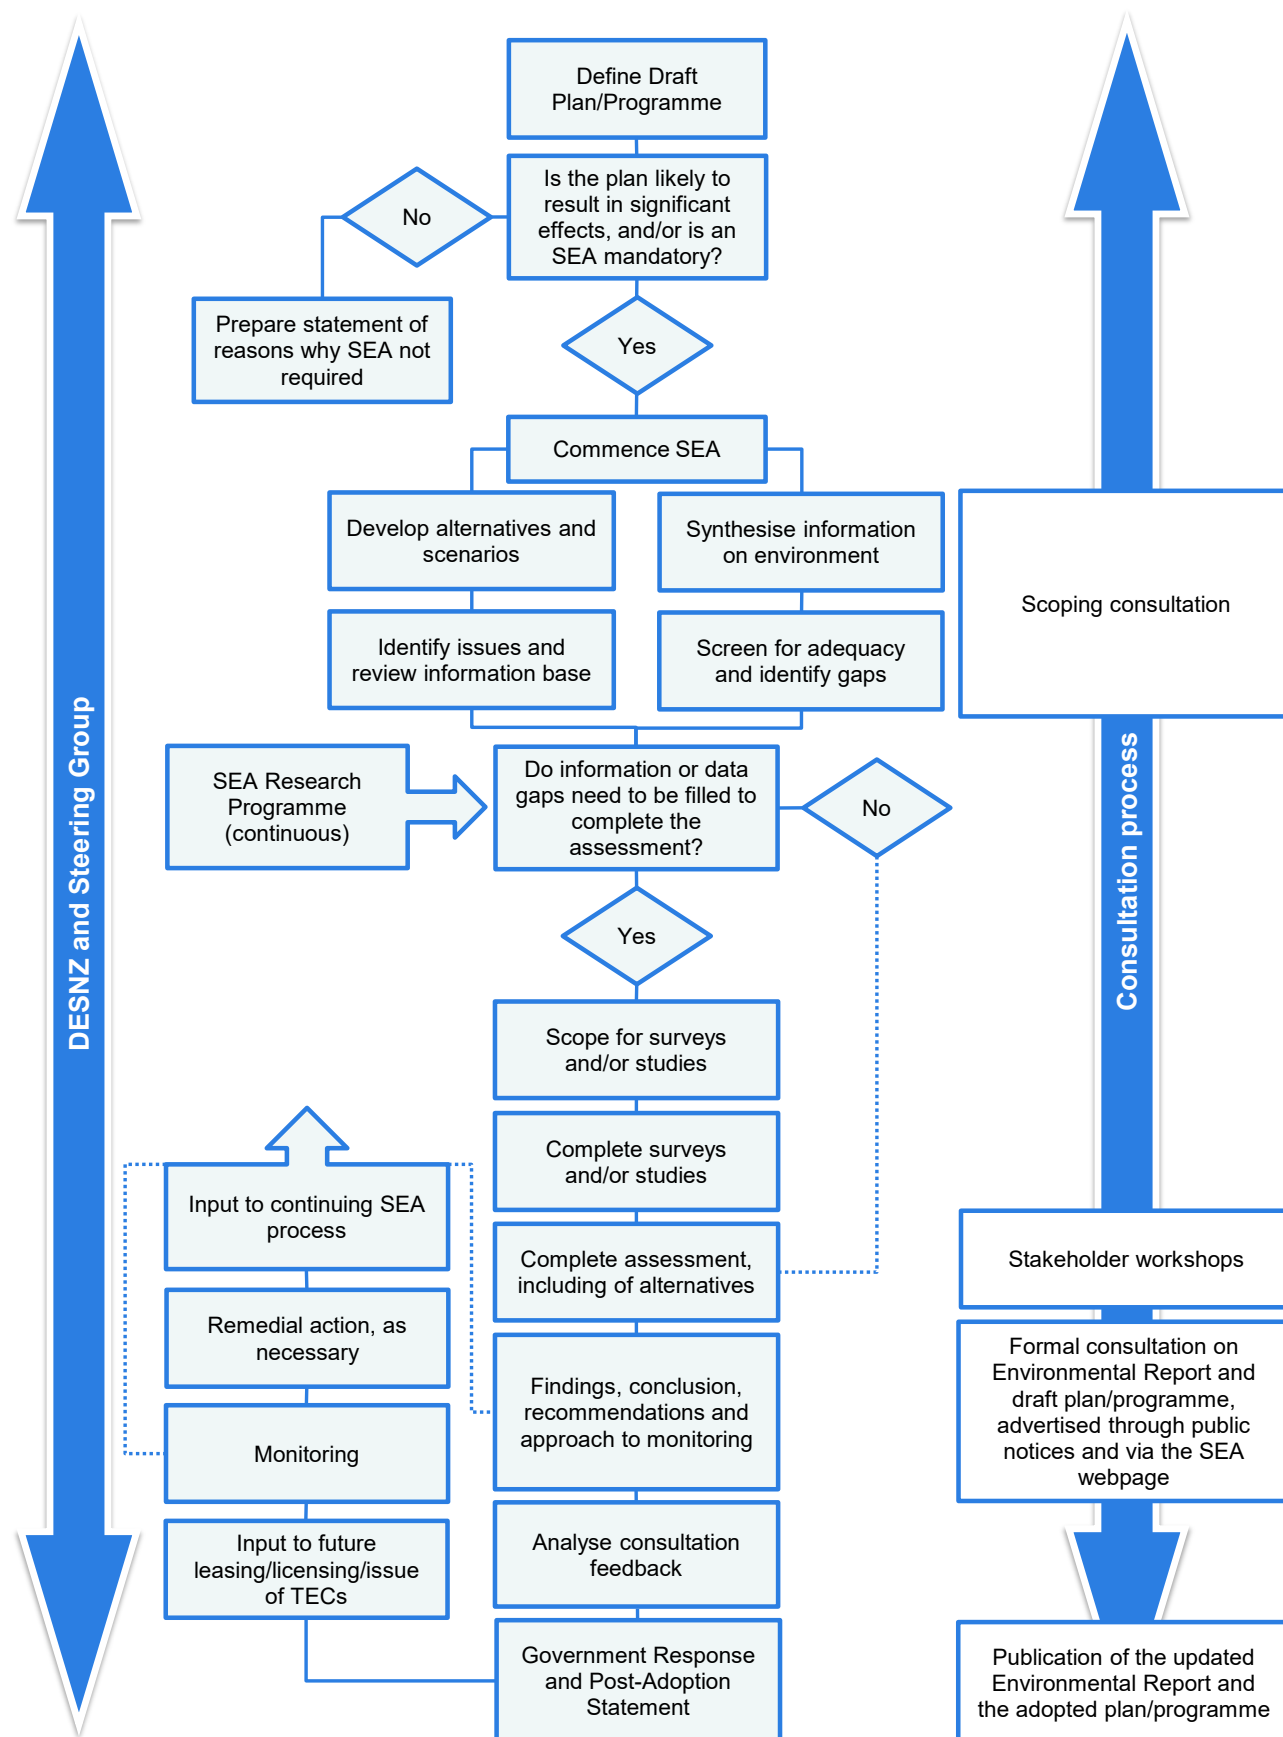 Define Draft
Plan/Programme
Is the plan likely to
result in significant
effects, and/or is an
SEA mandatory?
No
Prepare statement of
reasons why SEA not
required
Yes
Commence SEA
Develop alternatives and
scenarios
Synthesise information
on environment
Scoping consultation
Identify issues and
review information base
Screen for adequacy
and identify gaps
DESNZ and Steering Group
Consultation process
SEA Research
Programme
(continuous)
Do information or data
gaps need to be filled to
complete the
assessment?
No
Yes
Scope for surveys
and/or studies
Complete surveys
and/or studies
Input to continuing SEA
process
Complete assessment,
including of alternatives
Stakeholder workshops
Remedial action, as
necessary
Findings, conclusion,
recommendations and
approach to monitoring
Formal consultation on
Environmental Report and
draft plan/programme,
advertised through public
notices and via the SEA
webpage
Monitoring
Input to future
leasing/licensing/issue
of TECs
Analyse consultation
feedback
Government Response
and Post-Adoption
Statement
Publication of the updated
Environmental Report and
the adopted plan/programme